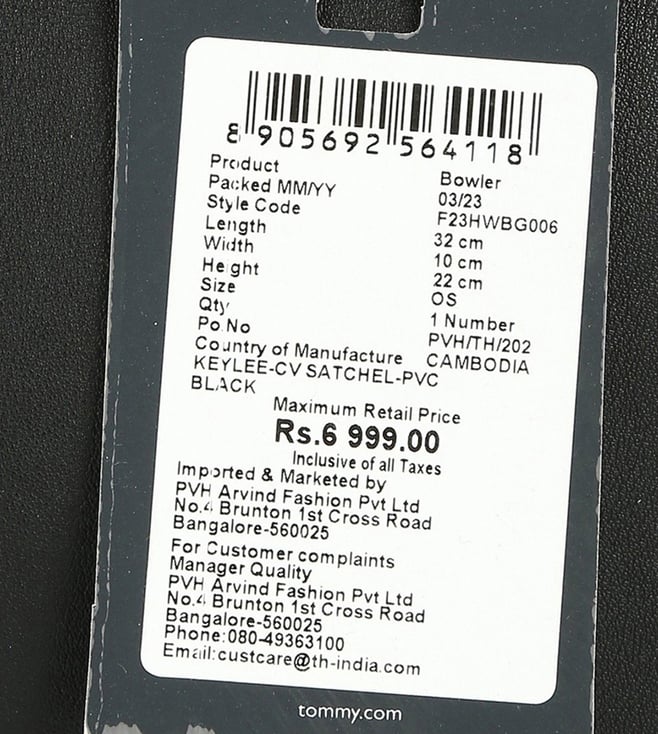 8 905692 564118
Product Bowler
Packed MM/YY 03/23
Style Code F23HWBG006
Length 32 cm
Width 10 cm
Height 22 cm
Size OS
Qty 1 Number
Po.No PVH/TH/202
Country of Manufacture CAMBODIA
KEYLEE-CV SATCHEL-PVC
BLACK
Maximum Retail Price
Rs.6 999.00
Inclusive of all Taxes
Imported & Marketed by
PVH Arvind Fashion Pvt Ltd
No.4 Brunton 1st Cross Road
Bangalore-560025
For Customer complaints
Manager Quality
PVH Arvind Fashion Pvt Ltd
No.4 Brunton 1st Cross Road
Bangalore-560025
Phone:080-49363100
Email:custcare@th-india.com
tommy.com